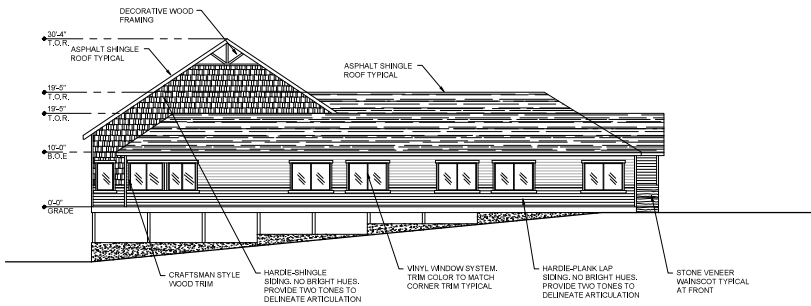 DECORATIVE WOOD
FRAMING
30'-4"
T.O.R.
ASPHALT SHINGLE
ROOF TYPICAL
ASPHALT SHINGLE
ROOF TYPICAL
19'-5"
T.O.R.
19'-5"
T.O.R.
10'-0"
B.O.E
0'-0"
GRADE
CRAFTSMAN STYLE
WOOD TRIM
HARDIE-SHINGLE
SIDING. NO BRIGHT HUES.
PROVIDE TWO TONES TO
DELINEATE ARTICULATION
VINYL WINDOW SYSTEM.
TRIM COLOR TO MATCH
CORNER TRIM TYPICAL
HARDIE-PLANK LAP
SIDING. NO BRIGHT HUES.
PROVIDE TWO TONES TO
DELINEATE ARTICULATION
STONE VENEER
WAINSCOT TYPICAL
AT FRONT